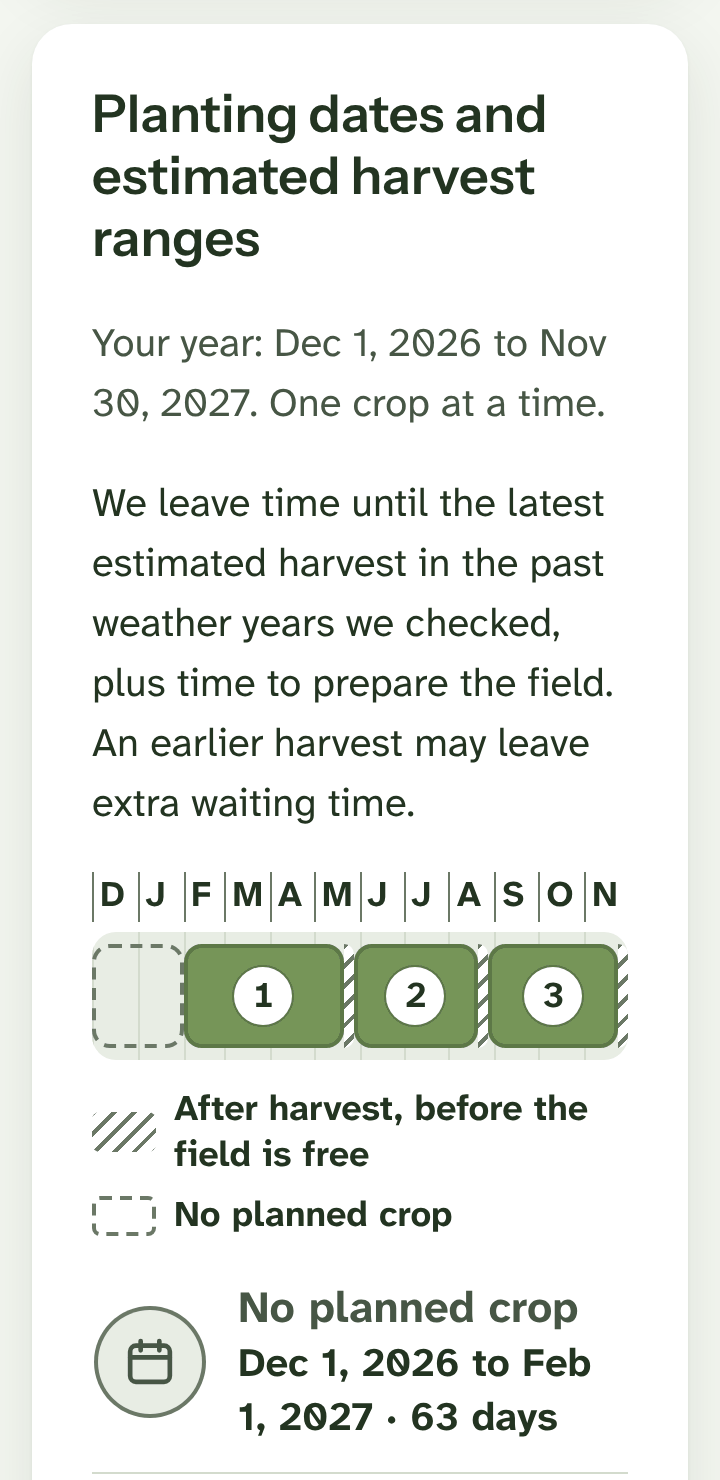 Planting dates and
estimated harvest
ranges
Your year: Dec 1, 2026 to Nov
30, 2027. One crop at a time.
We leave time until the latest
estimated harvest in the past
weather years we checked,
plus time to prepare the field.
An earlier harvest may leave
extra waiting time.
D J F M A M J J A S O N
1 2 3
After harvest, before the
field is free
No planned crop
No planned crop
Dec 1, 2026 to Feb
1, 2027 · 63 days